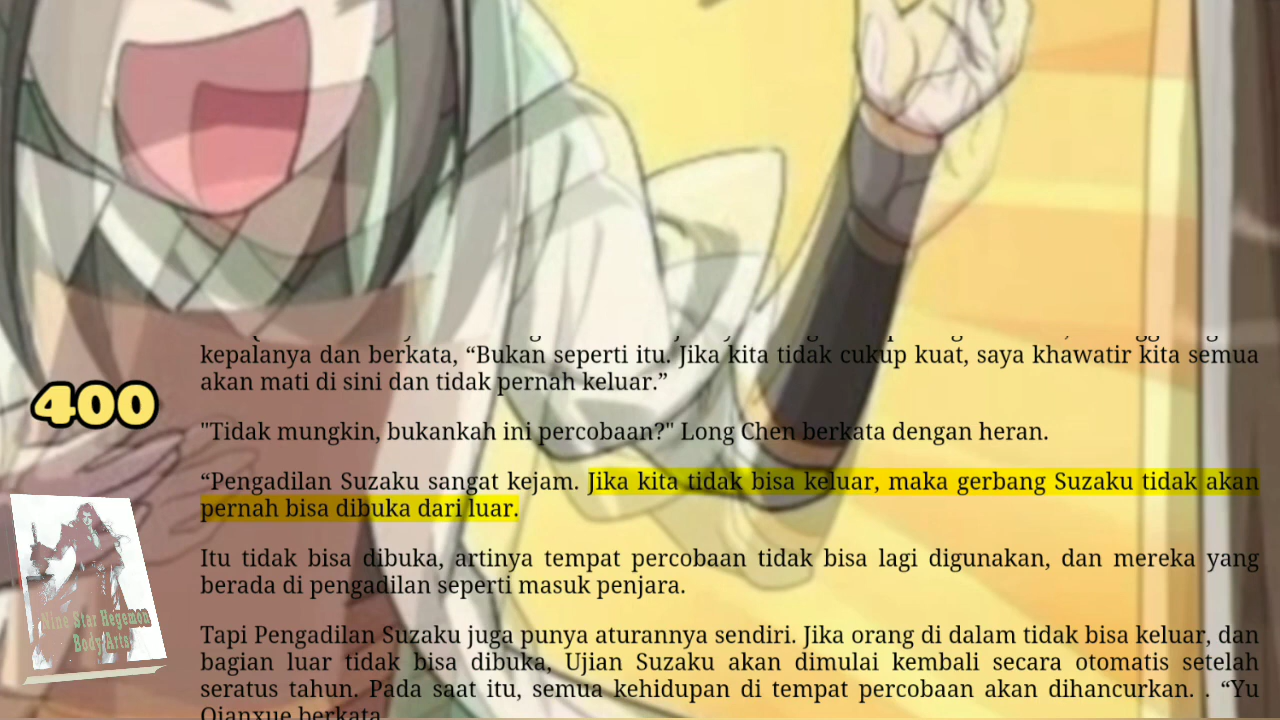 kepalanya dan berkata, “Bukan seperti itu. Jika kita tidak cukup kuat, saya khawatir kita semua
akan mati di sini dan tidak pernah keluar.”
400
"Tidak mungkin, bukankah ini percobaan?" Long Chen berkata dengan heran.
“Pengadilan Suzaku sangat kejam. Jika kita tidak bisa keluar, maka gerbang Suzaku tidak akan
pernah bisa dibuka dari luar.
Itu tidak bisa dibuka, artinya tempat percobaan tidak bisa lagi digunakan, dan mereka yang
berada di pengadilan seperti masuk penjara.
Nine Star Hegemon
Body Arts
Tapi Pengadilan Suzaku juga punya aturannya sendiri. Jika orang di dalam tidak bisa keluar, dan
bagian luar tidak bisa dibuka, Ujian Suzaku akan dimulai kembali secara otomatis setelah
seratus tahun. Pada saat itu, semua kehidupan di tempat percobaan akan dihancurkan. . “Yu
Qianxue berkata